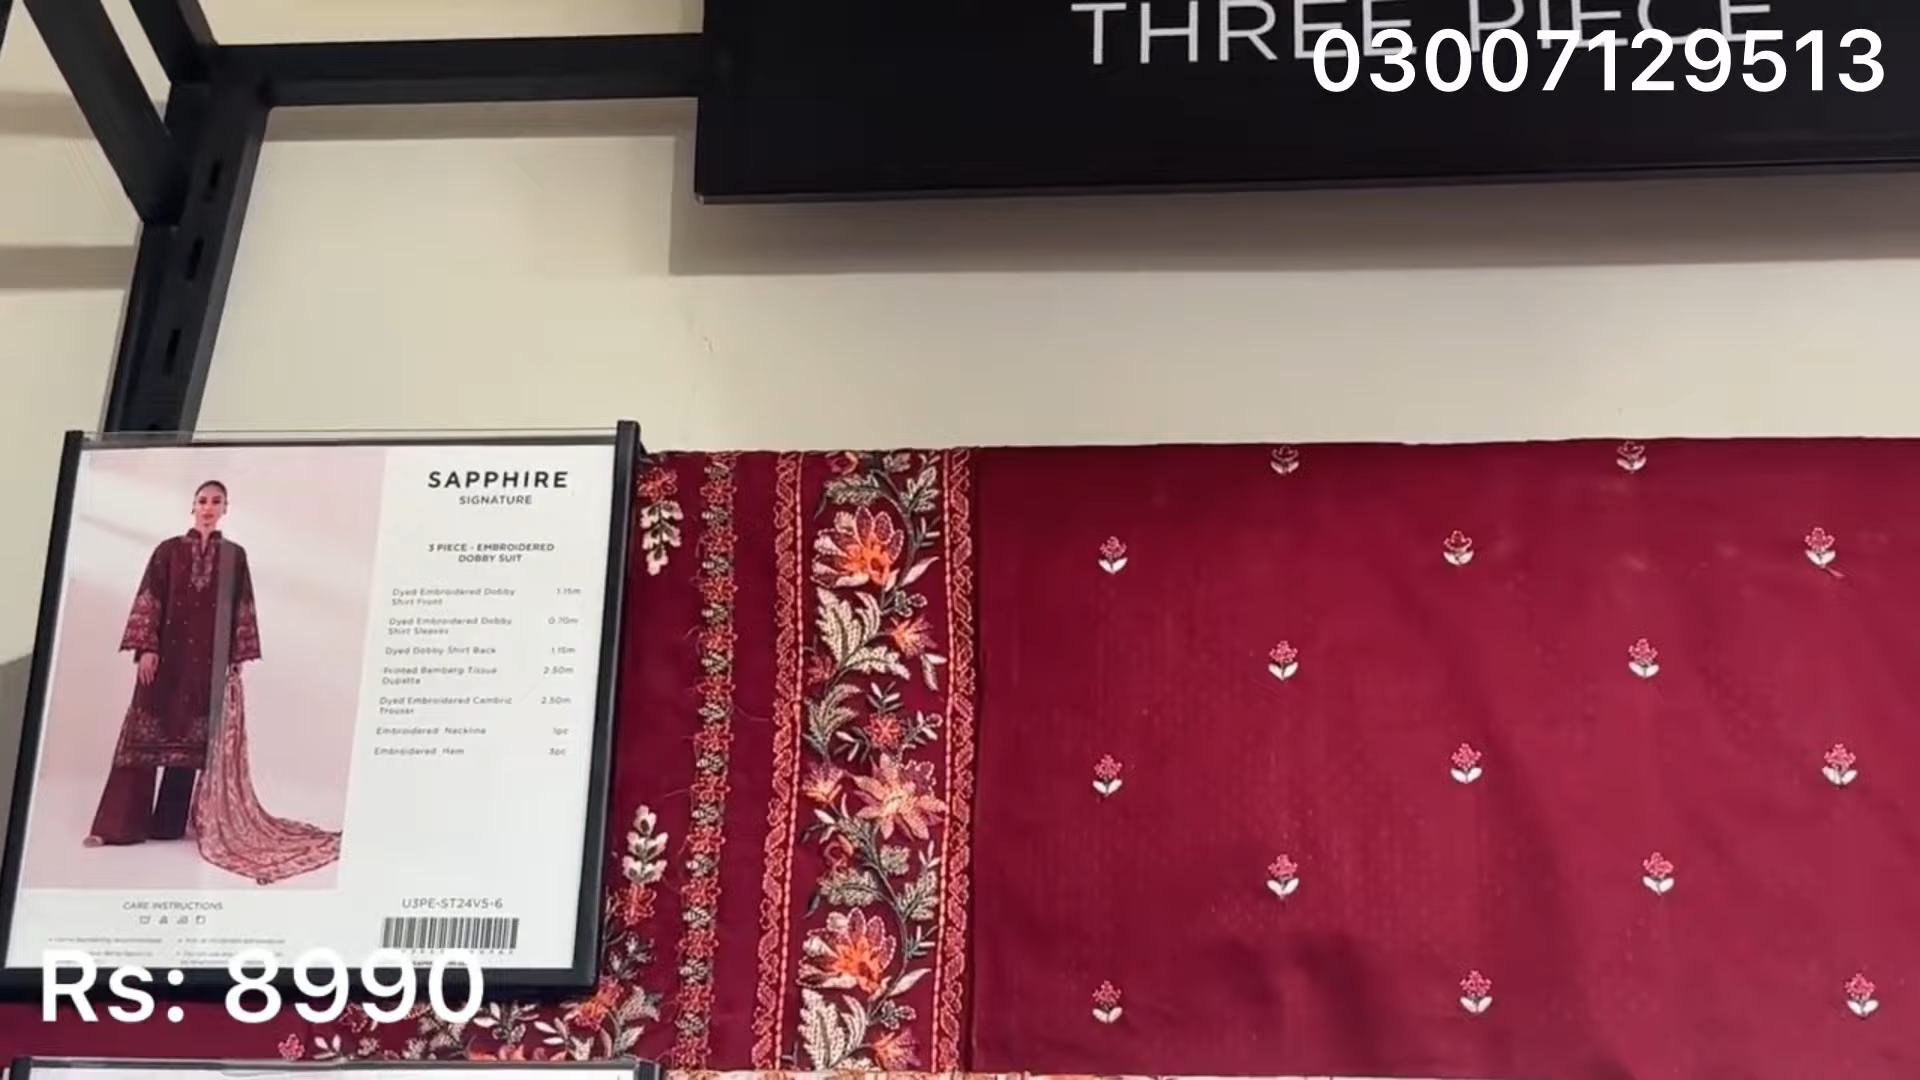 THREE PIECE
03007129513
SAPPHIRE
SIGNATURE
3 PIECE - EMBROIDERED
DOBBY SUIT
Dyed Embroidered Dobby 1.15m
Shirt Front
Dyed Embroidered Dobby 0.70m
Shirt Sleeves
Dyed Dobby Shirt Back 1.15m
Printed Bamberg Tissue 2.50m
Dupatta
Dyed Embroidered Cambric 2.50m
Trouser
Embroidered Neckline 1pc
Embroidered Hem 3pc
CARE INSTRUCTIONS
U3PE-ST24V5-6
Rs: 8990